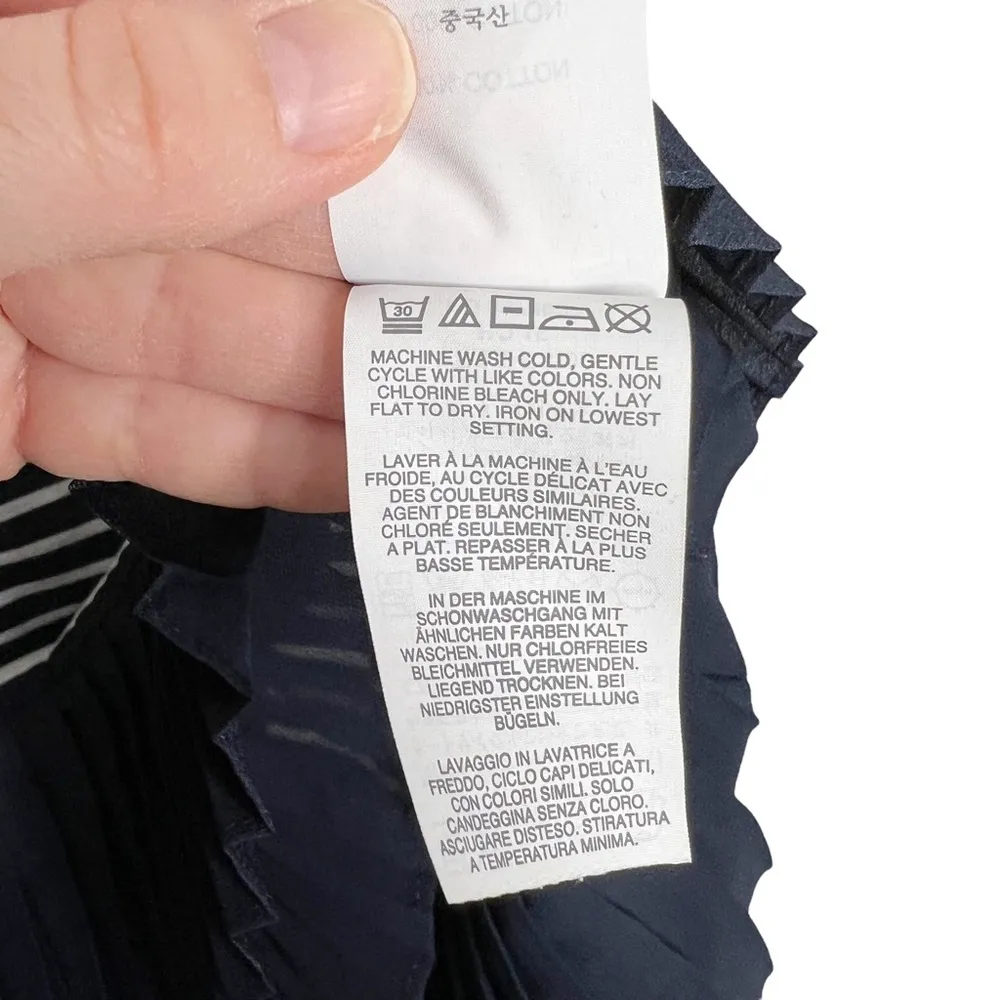 중국산
COTTON
30
MACHINE WASH COLD, GENTLE
CYCLE WITH LIKE COLORS. NON
CHLORINE BLEACH ONLY. LAY
FLAT TO DRY. IRON ON LOWEST
SETTING.
LAVER À LA MACHINE À L'EAU
FROIDE, AU CYCLE DÉLICAT AVEC
DES COULEURS SIMILAIRES.
AGENT DE BLANCHIMENT NON
CHLORÉ SEULEMENT. SECHER
A PLAT. REPASSER À LA PLUS
BASSE TEMPÉRATURE.
IN DER MASCHINE IM
SCHONWASCHGANG MIT
ÄHNLICHEN FARBEN KALT
WASCHEN. NUR CHLORFREIES
BLEICHMITTEL VERWENDEN.
LIEGEND TROCKNEN. BEI
NIEDRIGSTER EINSTELLUNG
BÜGELN.
LAVAGGIO IN LAVATRICE A
FREDDO, CICLO CAPI DELICATI,
CON COLORI SIMILI. SOLO
CANDEGGINA SENZA CLORO.
ASCIUGARE DISTESO. STIRATURA
A TEMPERATURA MINIMA.